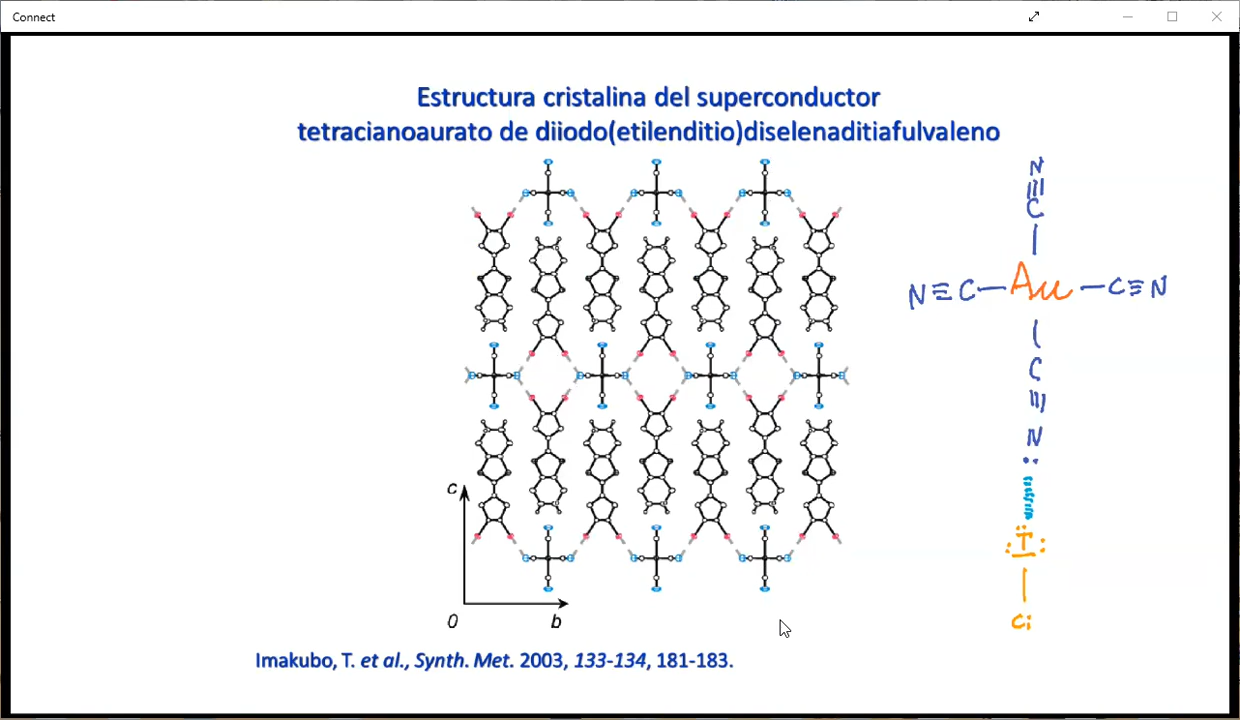 Connect
Estructura cristalina del superconductor
tetracianoaurato de diiodo(etilenditio)diselenaditiafulvaleno
N
≡
C
N≡C—Au—C≡N
C
≡
N
:
I
c
0
b
Imakubo, T. et al., Synth. Met. 2003, 133-134, 181-183.